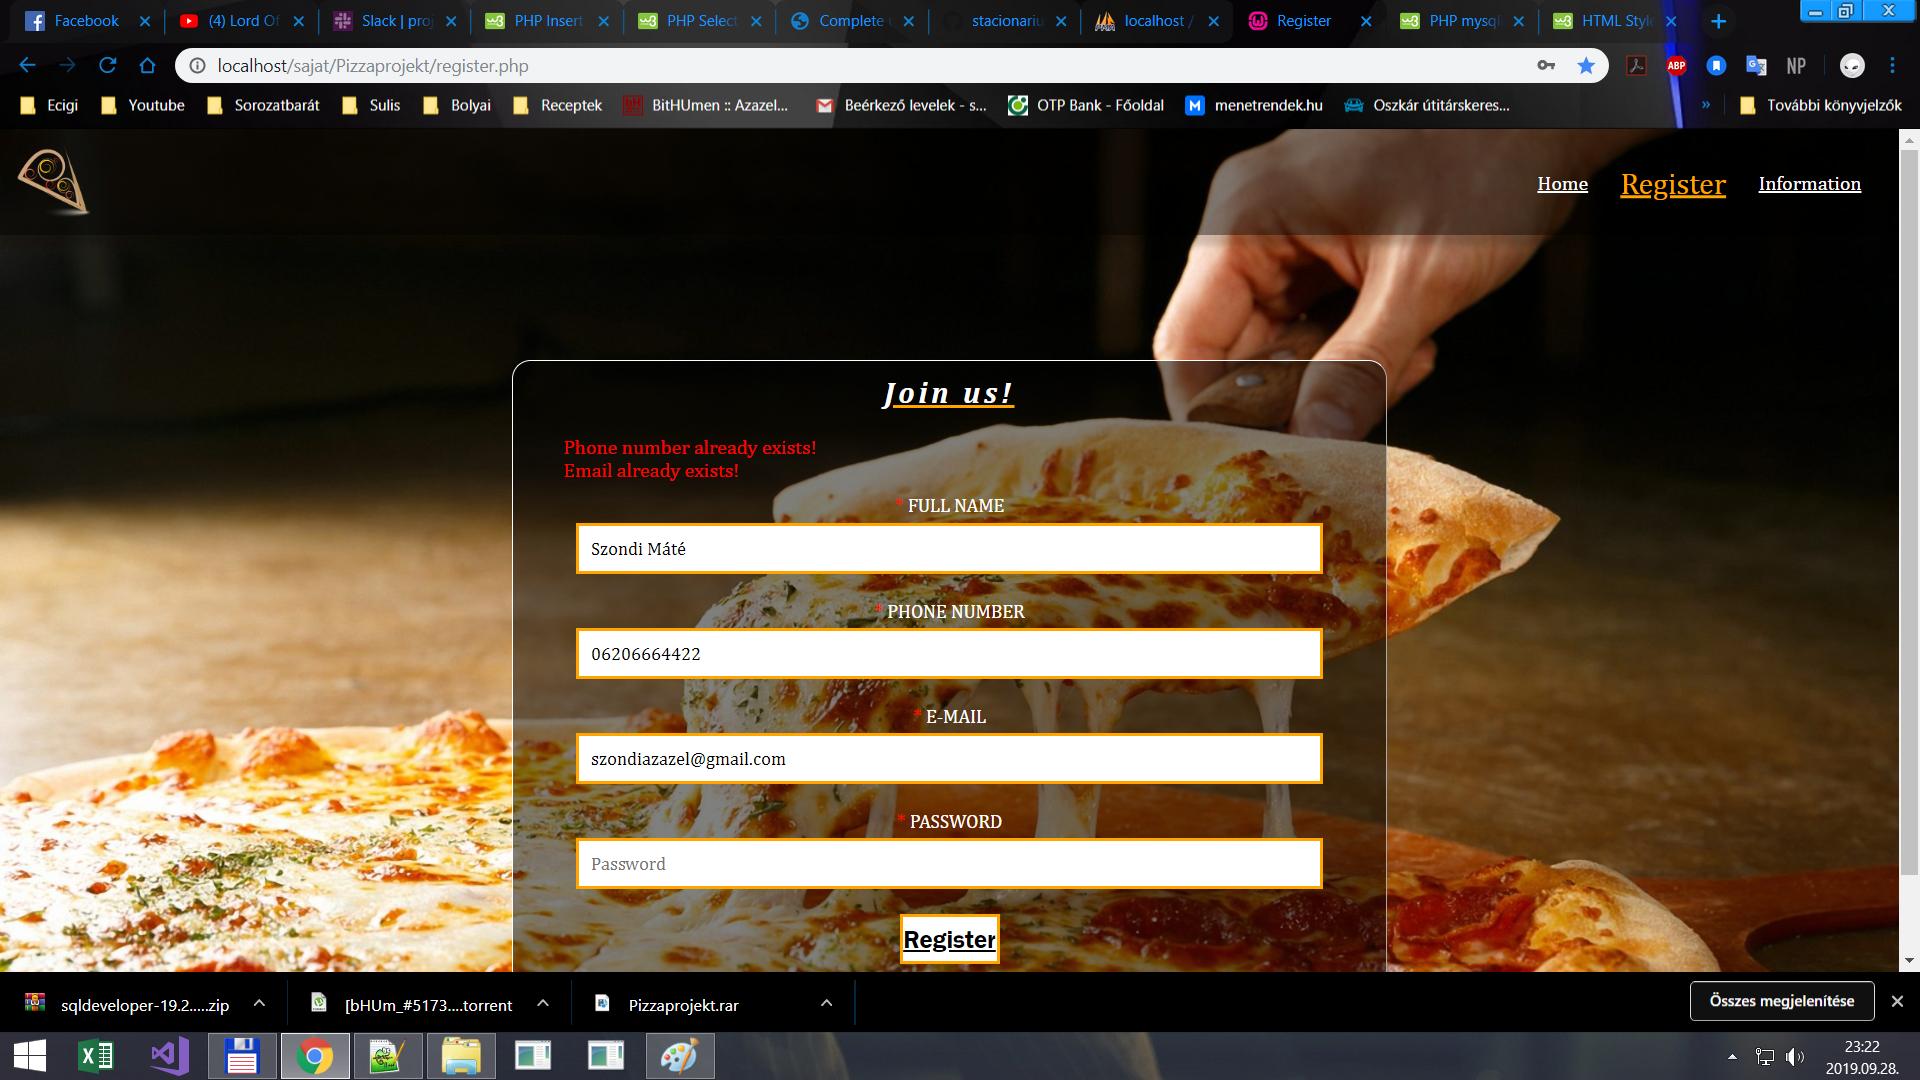 Facebook
(4) Lord Of
Slack | proj
PHP Insert
PHP Select
Complete
stacionariu
localhost /
Register
PHP mysql
HTML Style
localhost/sajat/Pizzaprojekt/register.php
ABP
NP
Ecigi
Youtube
Sorozatbarát
Sulis
Bolyai
Receptek
BitHUmen :: Azazel...
Beérkező levelek - s...
OTP Bank - Főoldal
menetrendek.hu
Oszkár útitárskeres...
»
További könyvjelzők
Home
Register
Information
Join us!
Phone number already exists!
Email already exists!
* FULL NAME
Szondi Máté
* PHONE NUMBER
06206664422
* E-MAIL
szondiazazel@gmail.com
* PASSWORD
Password
Register
sqldeveloper-19.2.....zip
[bHUm_#5173....torrent
Pizzaprojekt.rar
Összes megjelenítése
23:22
2019.09.28.